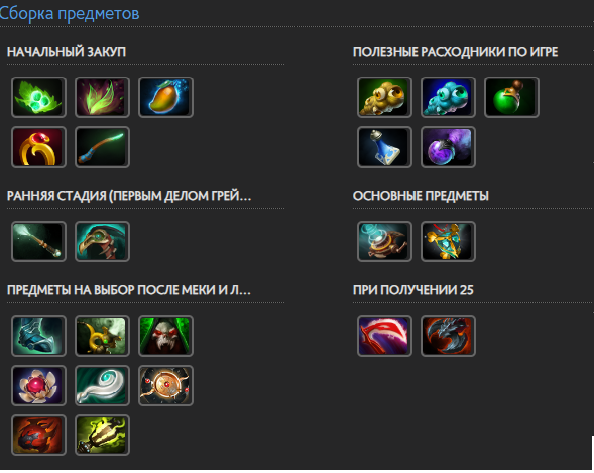 Сборка предметов
НАЧАЛЬНЫЙ ЗАКУП
ПОЛЕЗНЫЕ РАСХОДНИКИ ПО ИГРЕ
РАННЯЯ СТАДИЯ (ПЕРВЫМ ДЕЛОМ ГРЕЙ...
ОСНОВНЫЕ ПРЕДМЕТЫ
ПРЕДМЕТЫ НА ВЫБОР ПОСЛЕ МЕКИ И Л...
ПРИ ПОЛУЧЕНИИ 25